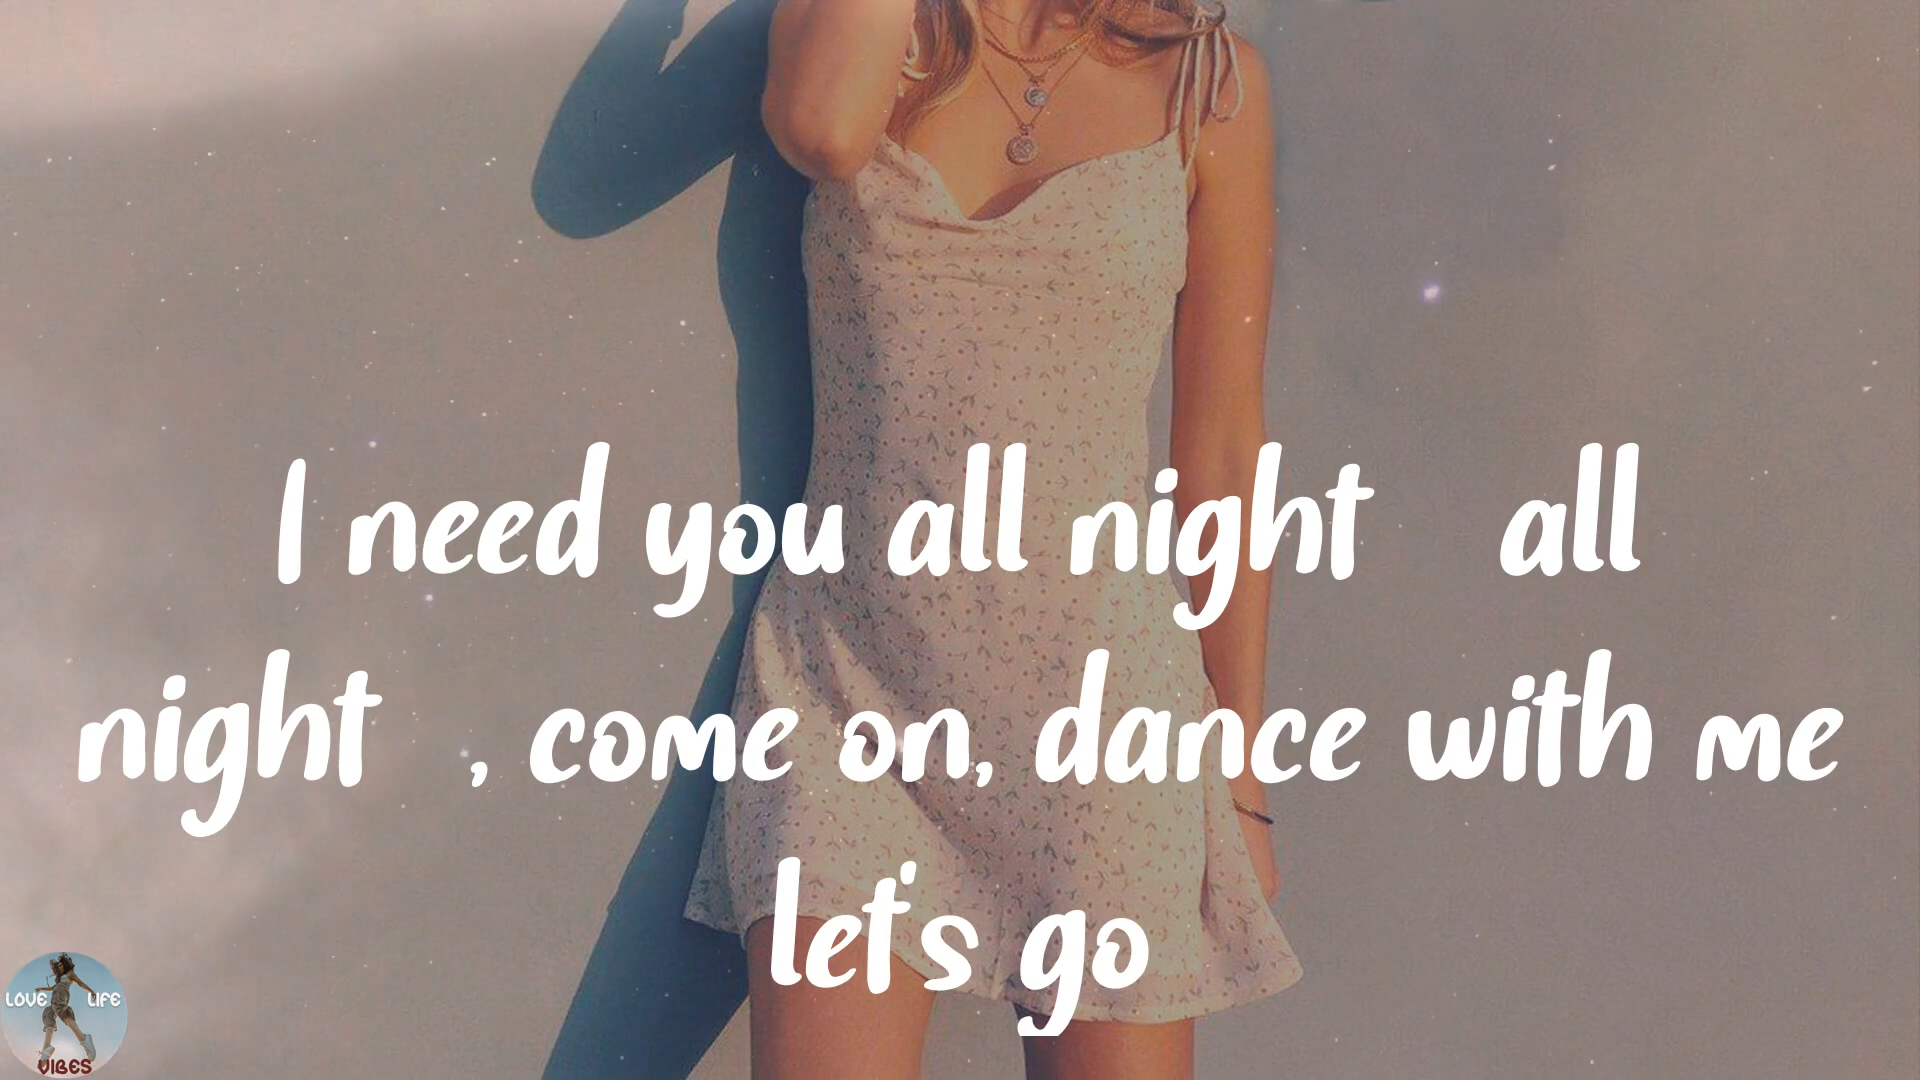 I need you all night all
night , come on, dance with me
let's go
LOVE LIFE
VIBES